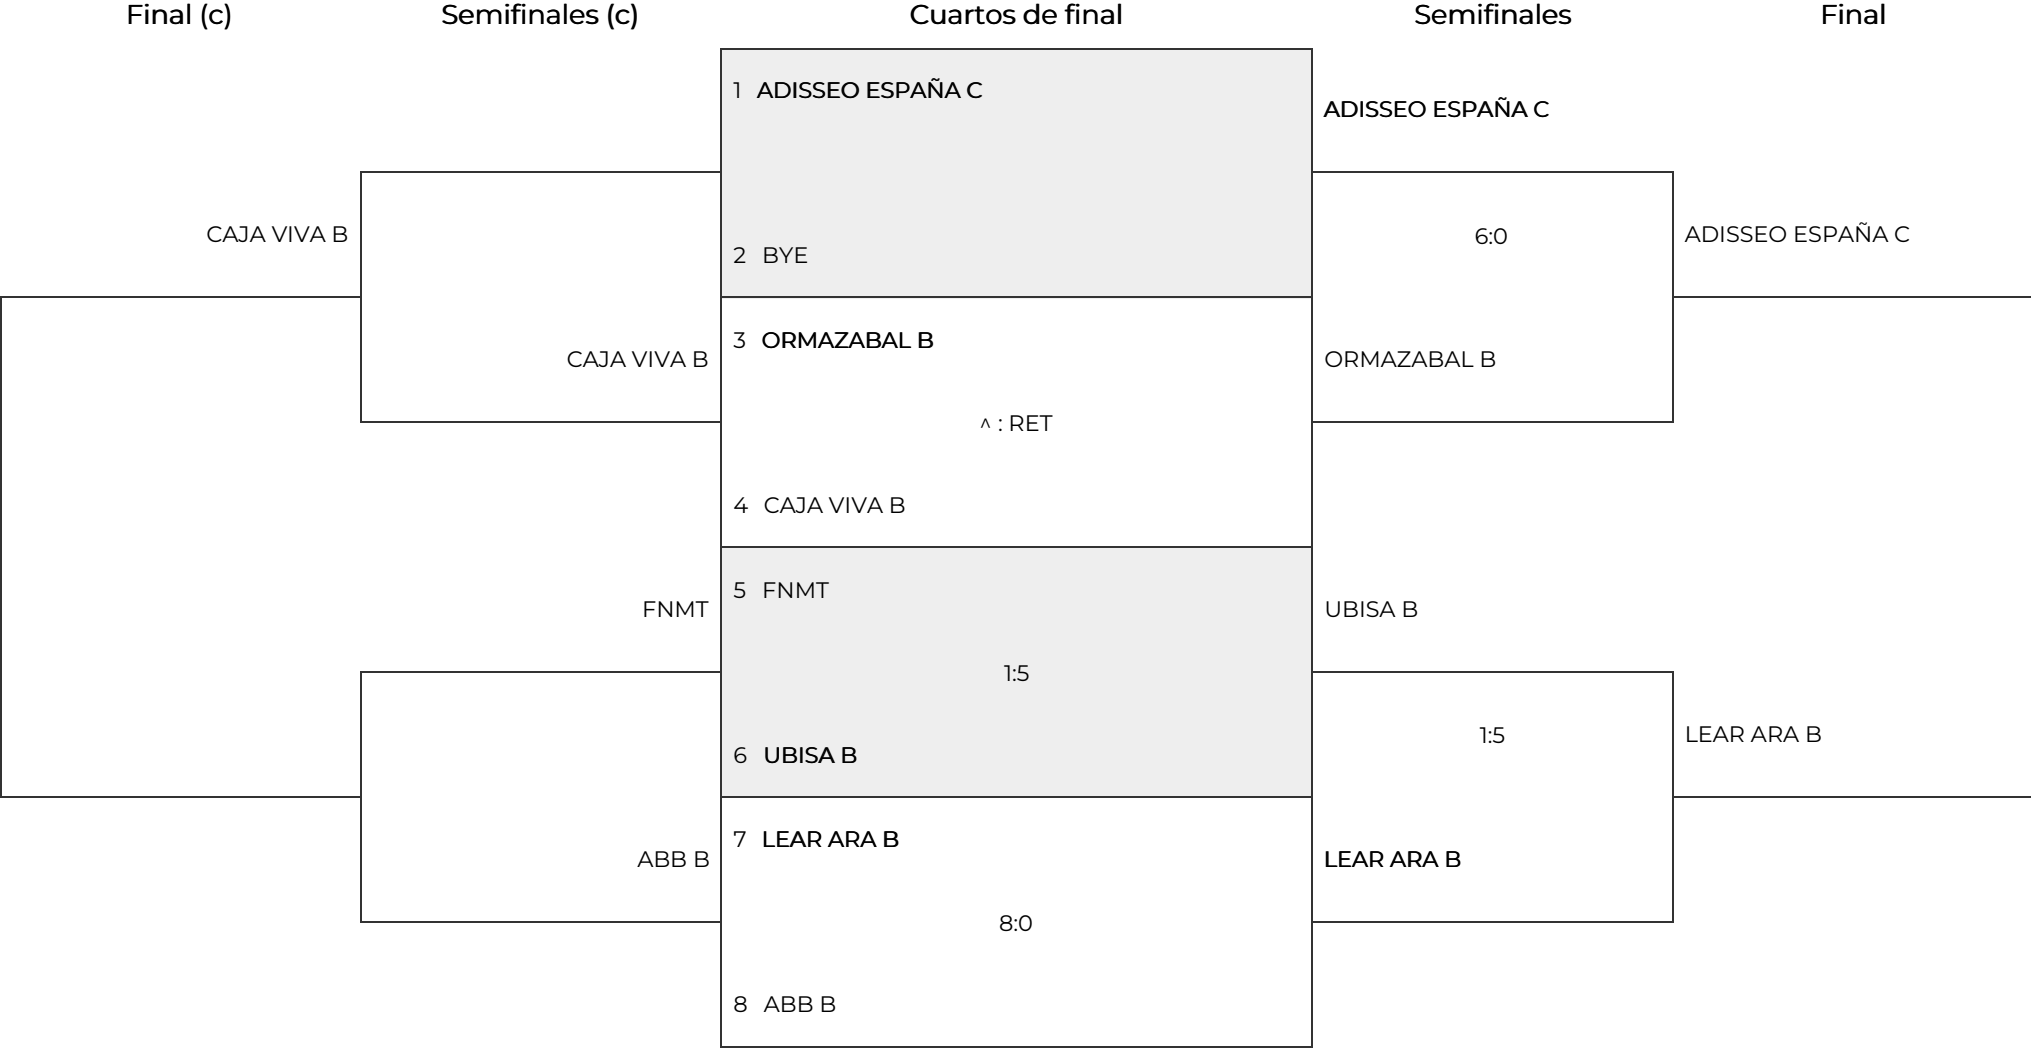 Final (c)
Semifinales (c)
Cuartos de final
Semifinales
Final
1 ADISSEO ESPAÑA C
ADISSEO ESPAÑA C
CAJA VIVA B
2 BYE
6:0
ADISSEO ESPAÑA C
CAJA VIVA B
3 ORMAZABAL B
ORMAZABAL B
^ : RET
4 CAJA VIVA B
FNMT
5 FNMT
UBISA B
1:5
6 UBISA B
1:5
LEAR ARA B
ABB B
7 LEAR ARA B
LEAR ARA B
8:0
8 ABB B